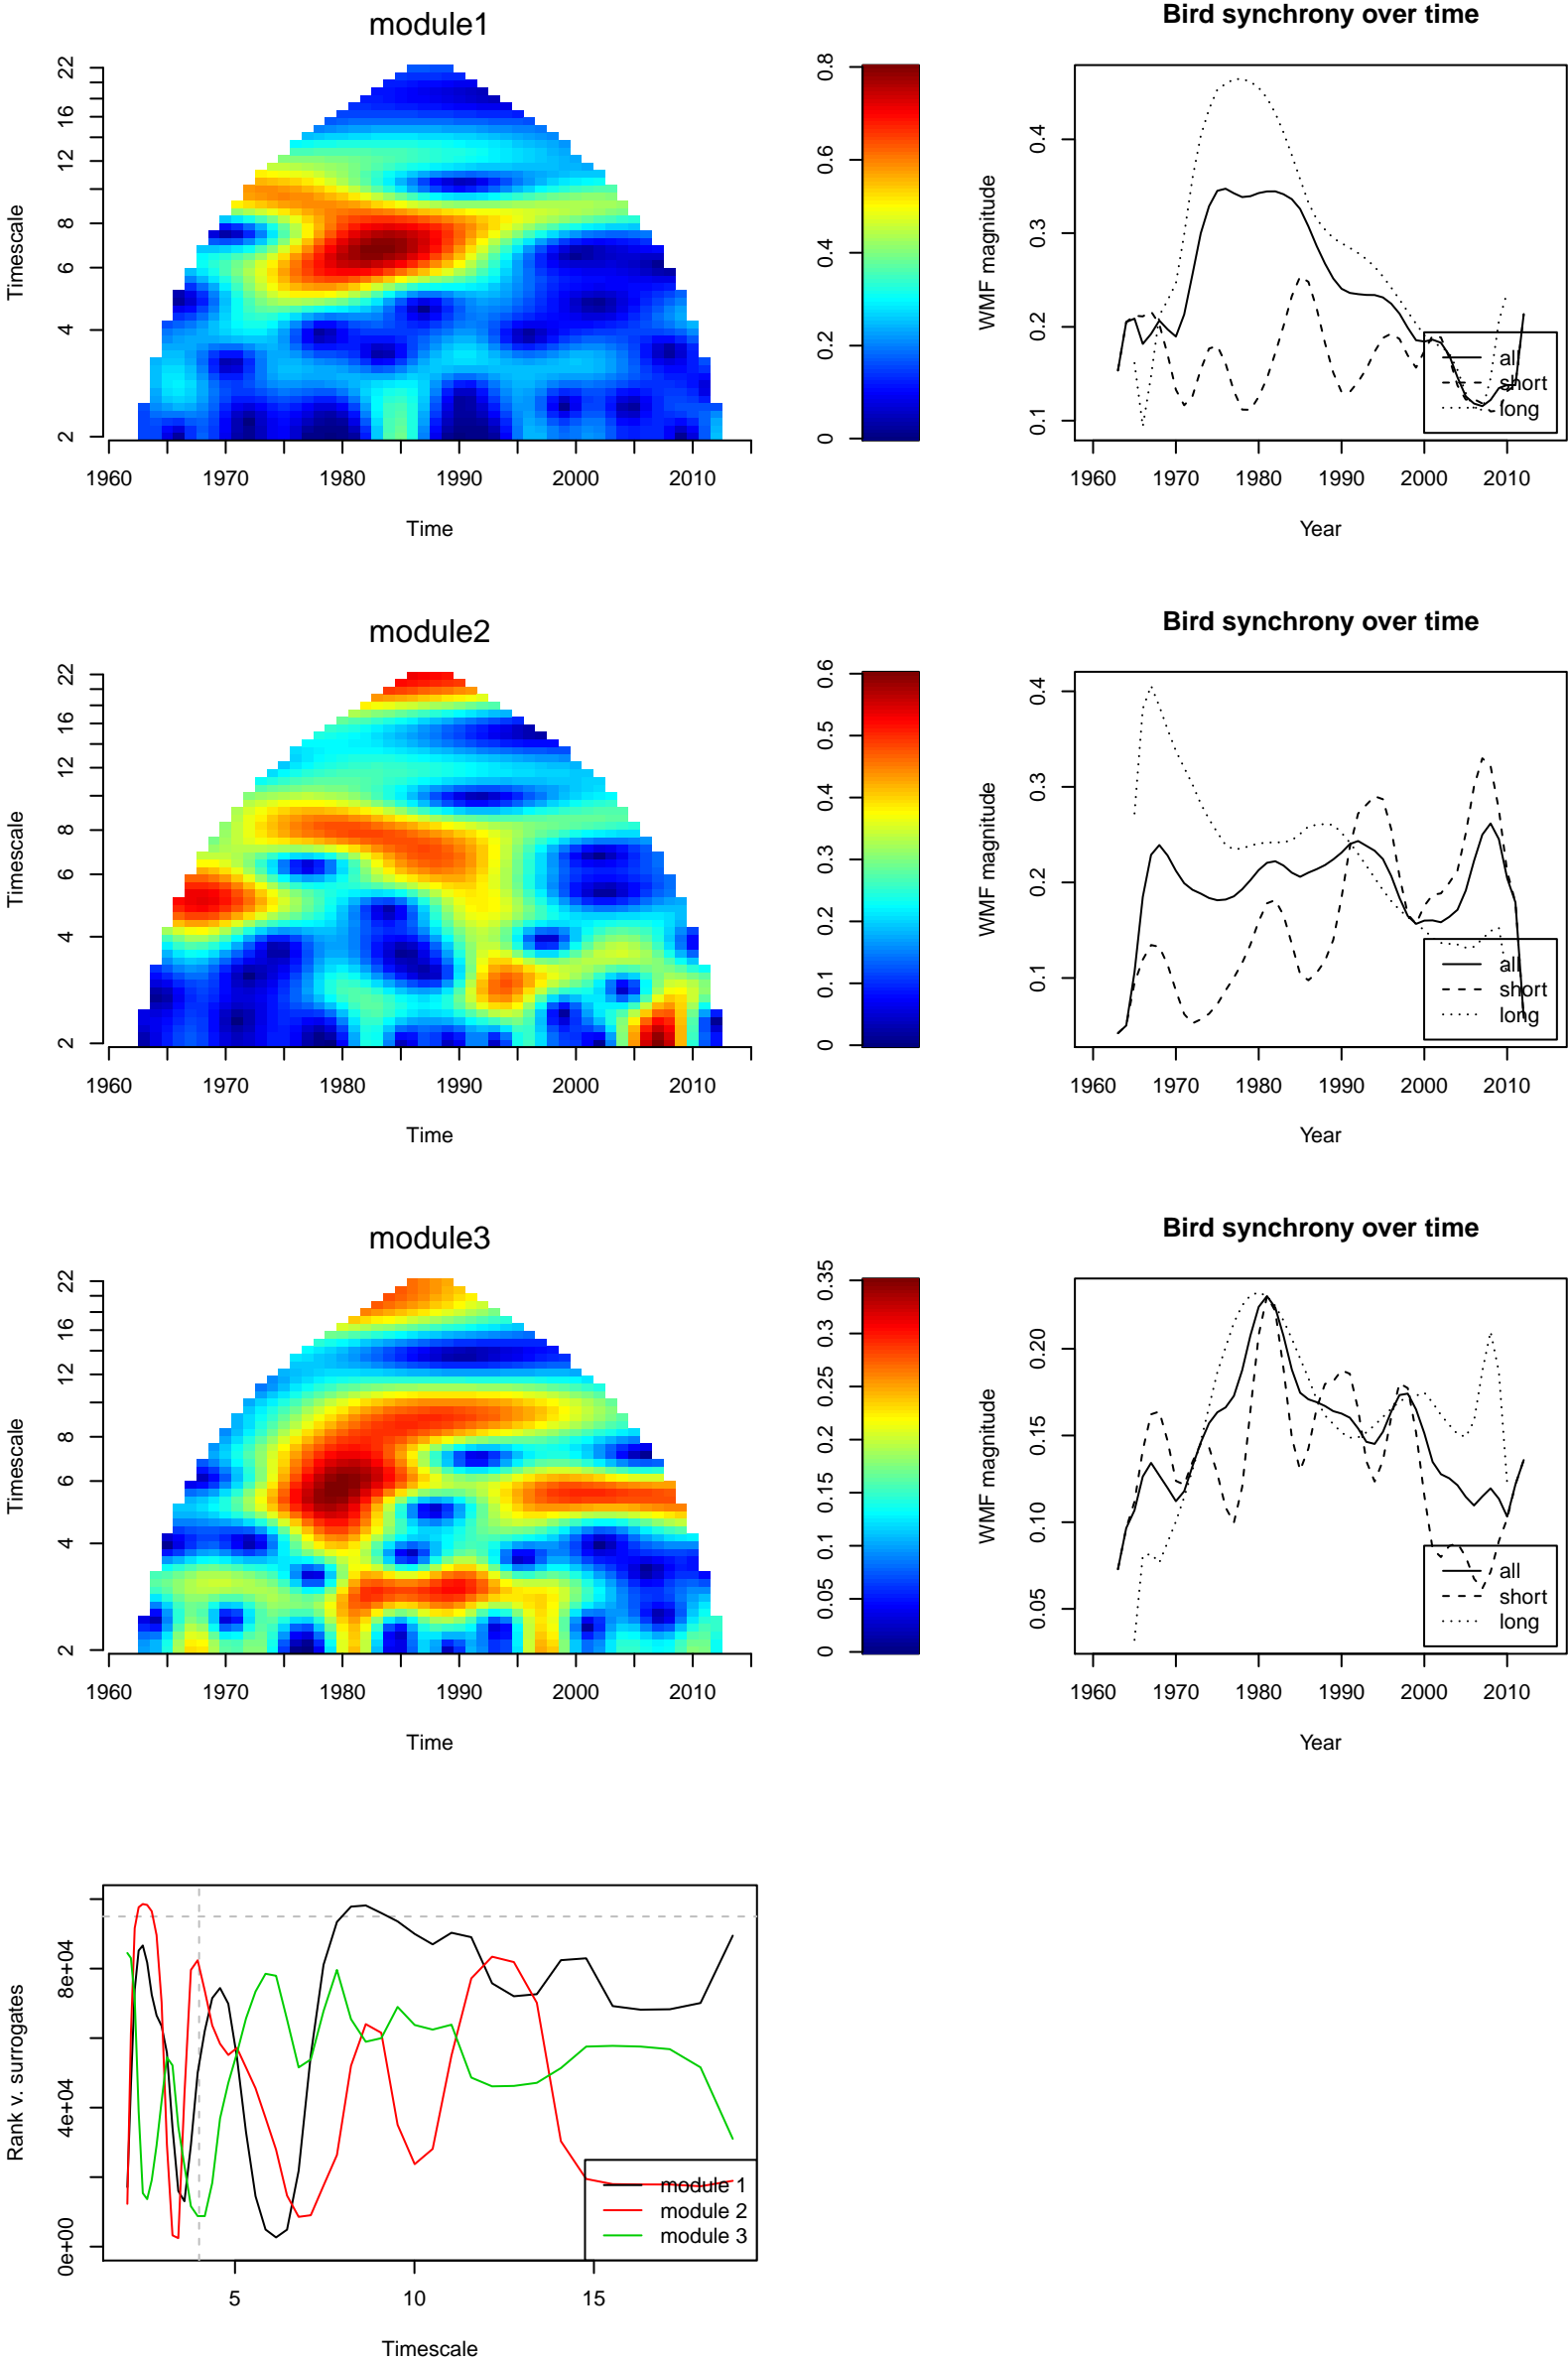 module1
Timescale
22
16
12
8
6
4
2
1960 1970 1980 1990 2000 2010
Time
0.8
0.6
0.4
0.2
0
Bird synchrony over time
WMF magnitude
0.4
0.3
0.2
0.1
all
short
long
1960 1970 1980 1990 2000 2010
Year
module2
Timescale
22
16
12
8
6
4
2
1960 1970 1980 1990 2000 2010
Time
0.6
0.5
0.4
0.3
0.2
0.1
0
Bird synchrony over time
WMF magnitude
0.4
0.3
0.2
0.1
all
short
long
1960 1970 1980 1990 2000 2010
Year
module3
Timescale
22
16
12
8
6
4
2
1960 1970 1980 1990 2000 2010
Time
0.35
0.3
0.25
0.2
0.15
0.1
0.05
0
Bird synchrony over time
WMF magnitude
0.20
0.15
0.10
0.05
all
short
long
1960 1970 1980 1990 2000 2010
Year
Rank v. surrogates
8e+04
4e+04
0e+00
module 1
module 2
module 3
5 10 15
Timescale